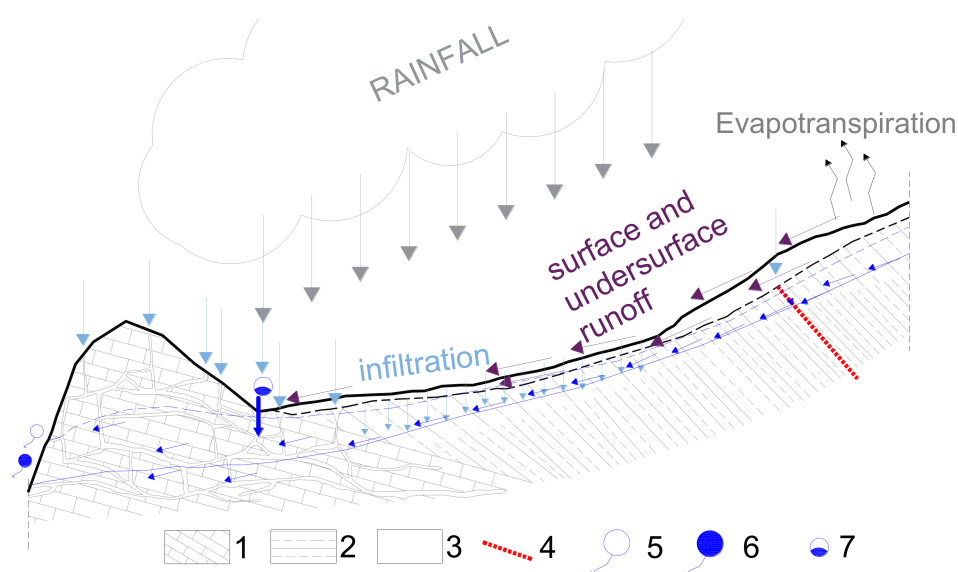 RAINFALL
Evapotranspiration
surface and
undersurface
runoff
infiltration
1 2 3 4 5 6 7